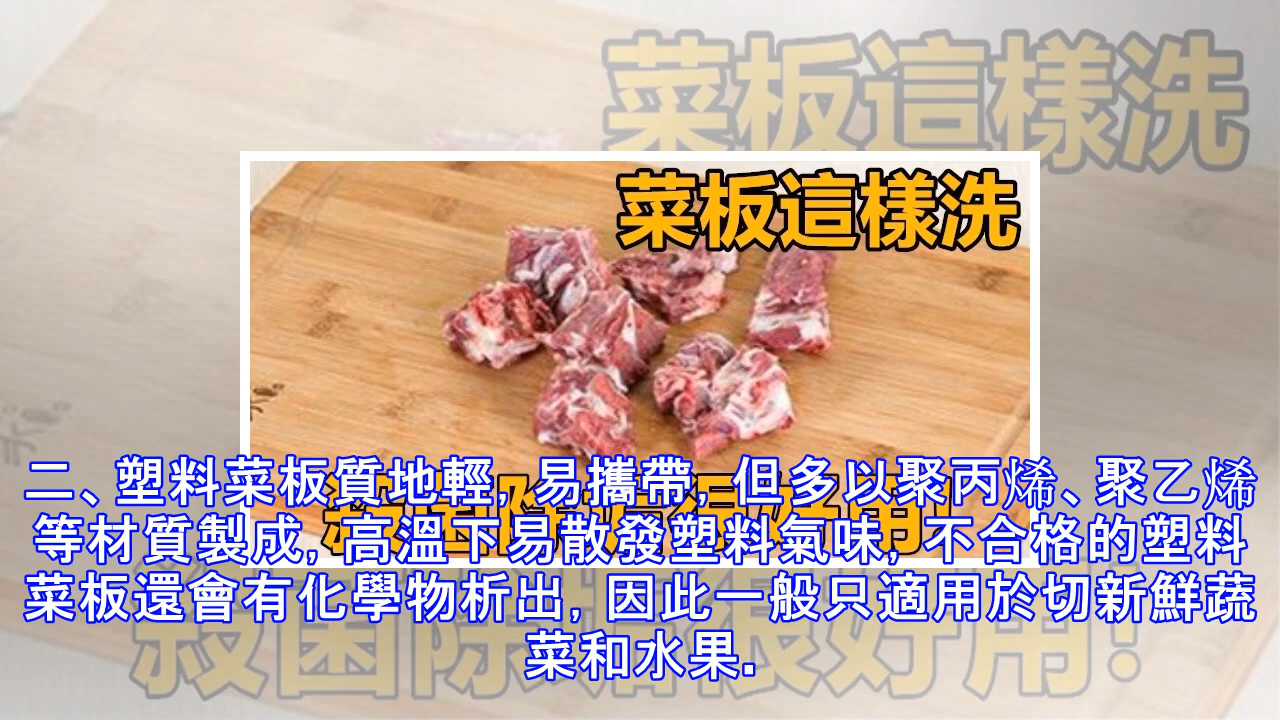 菜板這樣洗
菜板這樣洗
二、塑料菜板質地輕, 易攜帶, 但多以聚丙烯、聚乙烯
等材質製成, 高溫下易散發塑料氣味, 不合格的塑料
菜板還會有化學物析出, 因此一般只適用於切新鮮蔬
菜和水果.